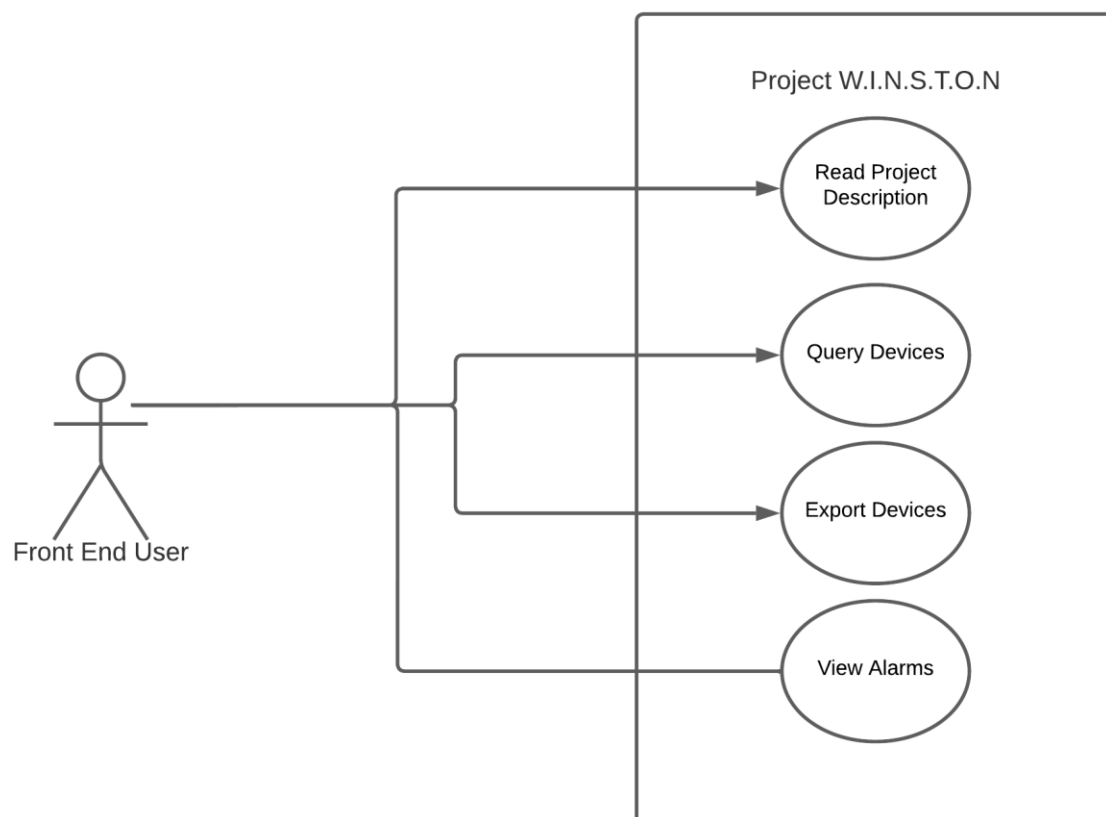 Project W.I.N.S.T.O.N
Read Project
Description
Query Devices
Front End User
Export Devices
View Alarms